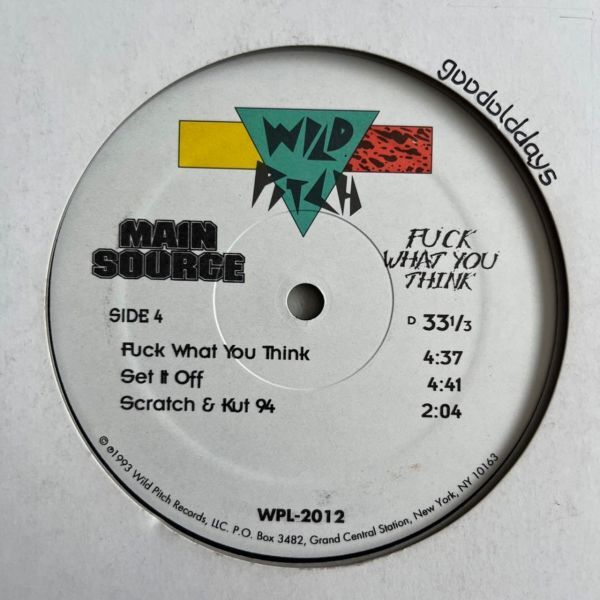 goodolddays
WILD
PITCH
MAIN
SOURCE
FUCK
WHAT YOU
THINK
SIDE 4
D 33 1/3
Fuck What You Think 4:37
Set It Off 4:41
Scratch & Kut 94 2:04
© ℗1993 Wild Pitch Records, LLC. P.O. Box 3482, Grand Central Station, New York, NY 10163
WPL-2012